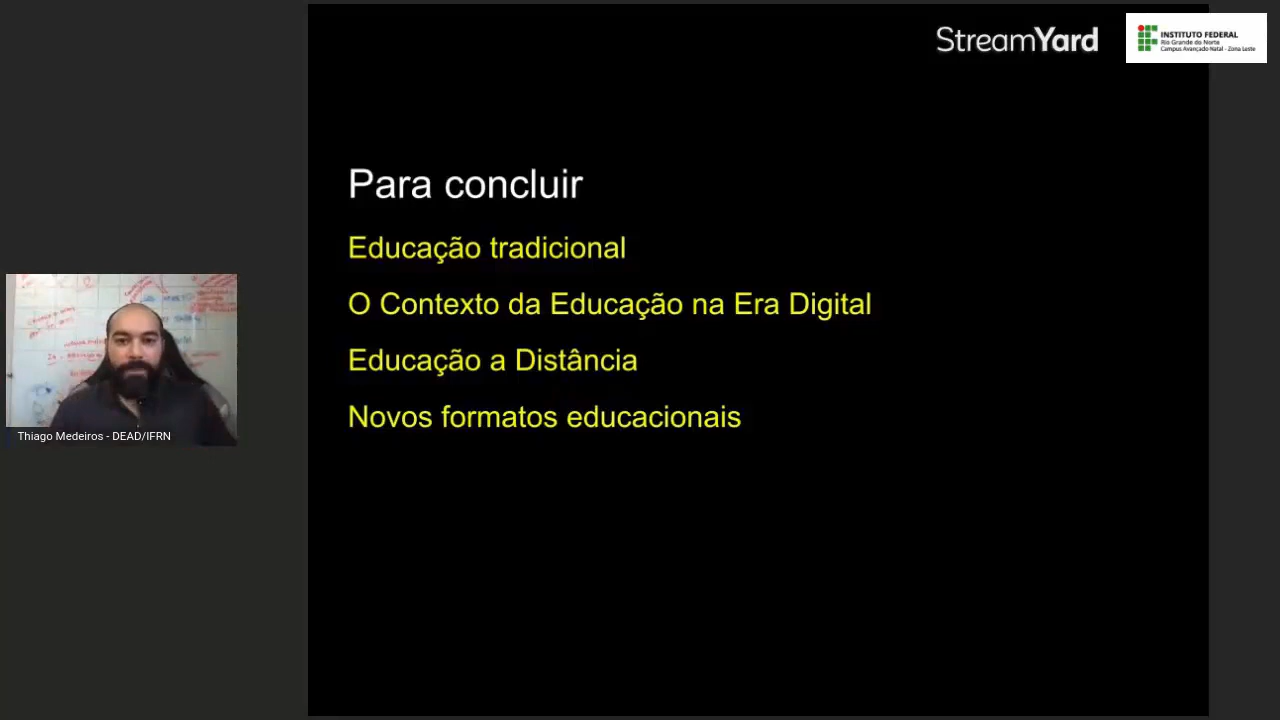 StreamYard
INSTITUTO FEDERAL
Rio Grande do Norte
Campus Avançado Natal - Zona Leste
Para concluir
Educação tradicional
O Contexto da Educação na Era Digital
Educação a Distância
Novos formatos educacionais
Thiago Medeiros - DEAD/IFRN